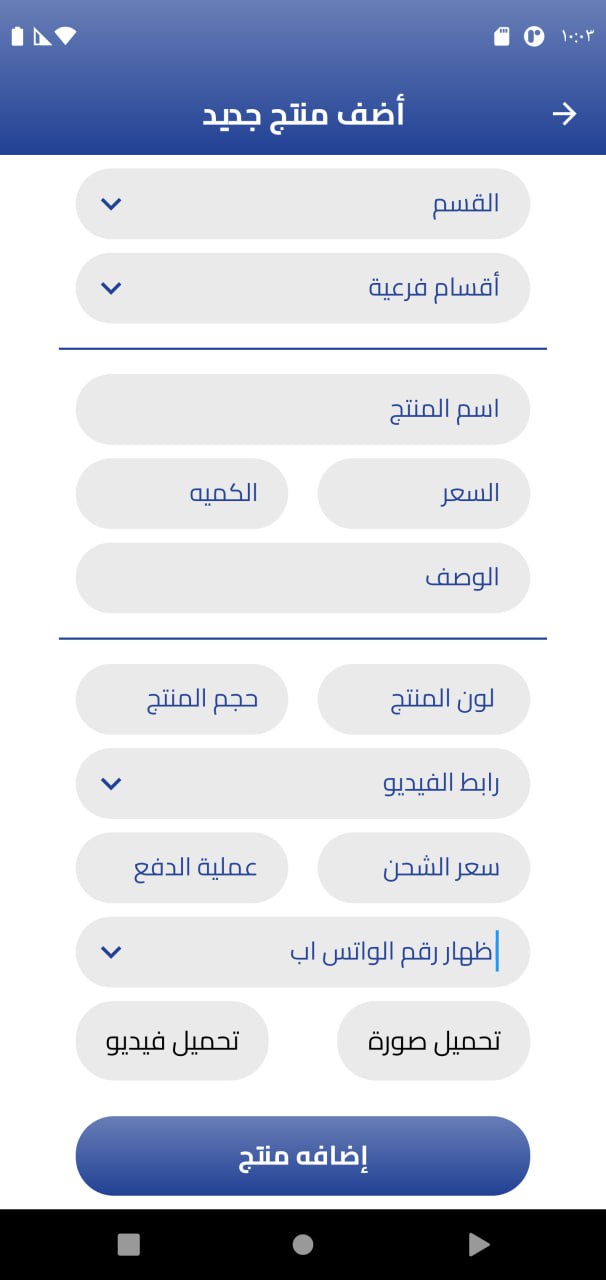 ١٠:٠٣
أضف منتج جديد
القسم
أقسام فرعية
اسم المنتج
السعر
الكميه
الوصف
لون المنتج
حجم المنتج
رابط الفيديو
سعر الشحن
عملية الدفع
ظهار رقم الواتس اب
تحميل صورة
تحميل فيديو
إضافه منتج